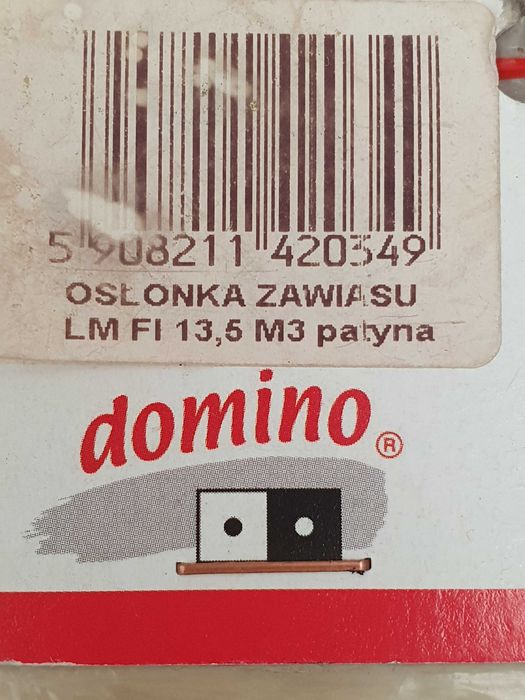 5 908211 420349
OSŁONKA ZAWIASU
LM FI 13,5 M3 patyna
domino®